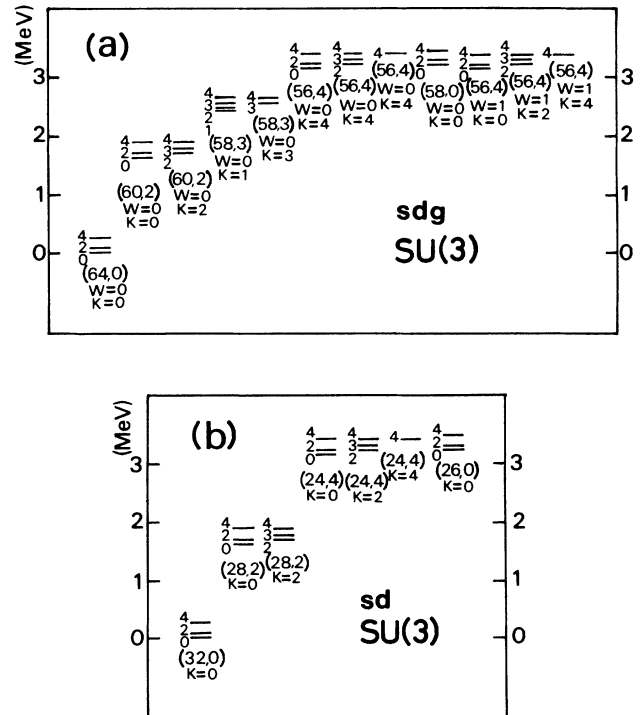 (MeV)
(a)
3
2
1
0
3
2
1
0
4
2
0
(64,0)
W=0
K=0
4
2
0
(60,2)
W=0
K=0
4
3
2
(60,2)
W=0
K=2
4
3
2
1
(58,3)
W=0
K=1
4
3
(58,3)
W=0
K=3
4
2
0
(56,4)
W=0
K=4
4
3
2
(56,4)
W=0
K=4
4
(56,4)
W=0
K=4
4
2
0
(58,0)
W=0
K=0
4
2
0
(56,4)
W=1
K=0
4
3
2
(56,4)
W=1
K=2
4
(56,4)
W=1
K=4
sdg
SU(3)
(MeV)
(b)
3
2
1
0
3
2
1
0
4
2
0
(32,0)
K=0
4
2
0
(28,2)
K=0
4
3
2
(28,2)
K=2
4
2
0
(24,4)
K=0
4
3
2
(24,4)
K=2
4
(24,4)
K=4
4
2
0
(26,0)
K=0
sd
SU(3)